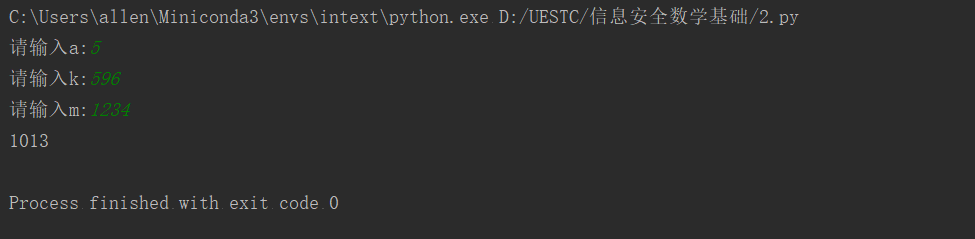 C:\Users\allen\Miniconda3\envs\intext\python.exe D:/UESTC/信息安全数学基础/2.py
请输入a:5
请输入k:596
请输入m:1234
1013
Process finished with exit code 0